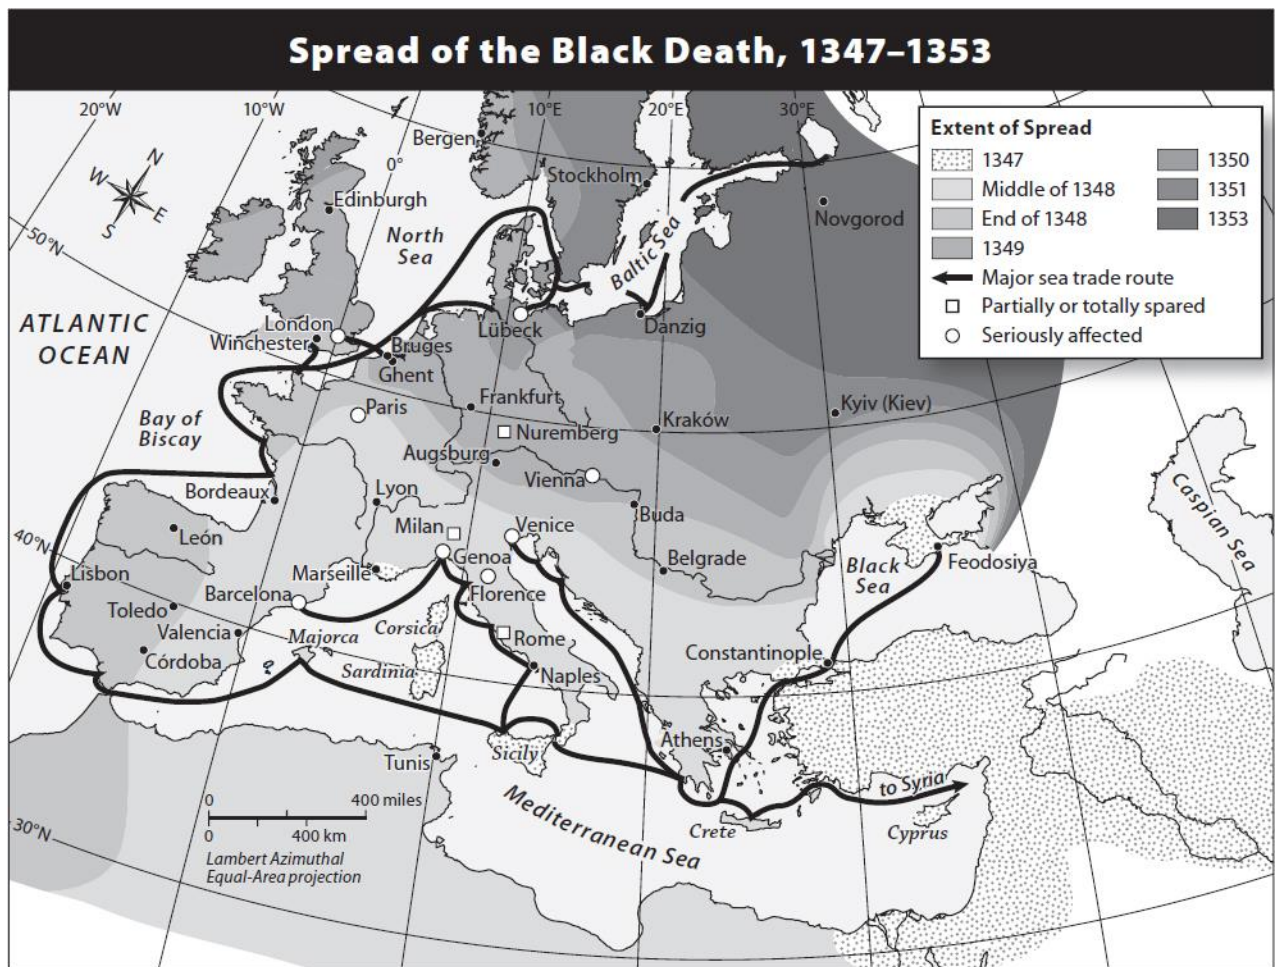 Spread of the Black Death, 1347–1353
20°W
10°W
0°
10°E
20°E
30°E
50°N
40°N
30°N
N
W
E
S
Extent of Spread
1347
Middle of 1348
End of 1348
1349
1350
1351
1353
Major sea trade route
Partially or totally spared
Seriously affected
Bergen
Stockholm
Novgorod
Edinburgh
North
Sea
Baltic Sea
ATLANTIC
OCEAN
London
Winchester
Lübeck
Danzig
Bruges
Ghent
Paris
Frankfurt
Kraków
Kyiv (Kiev)
Nuremberg
Bay of
Biscay
Augsburg
Vienna
Bordeaux
Lyon
Buda
León
Milan
Venice
Caspian Sea
Genoa
Belgrade
Black
Sea
Feodosiya
Lisbon
Marseille
Barcelona
Florence
Toledo
Valencia
Majorca
Corsica
Rome
Córdoba
Sardinia
Naples
Constantinople
Athens
Tunis
Sicily
to Syria
Crete
Cyprus
Mediterranean Sea
0
400 miles
0
400 km
Lambert Azimuthal
Equal-Area projection